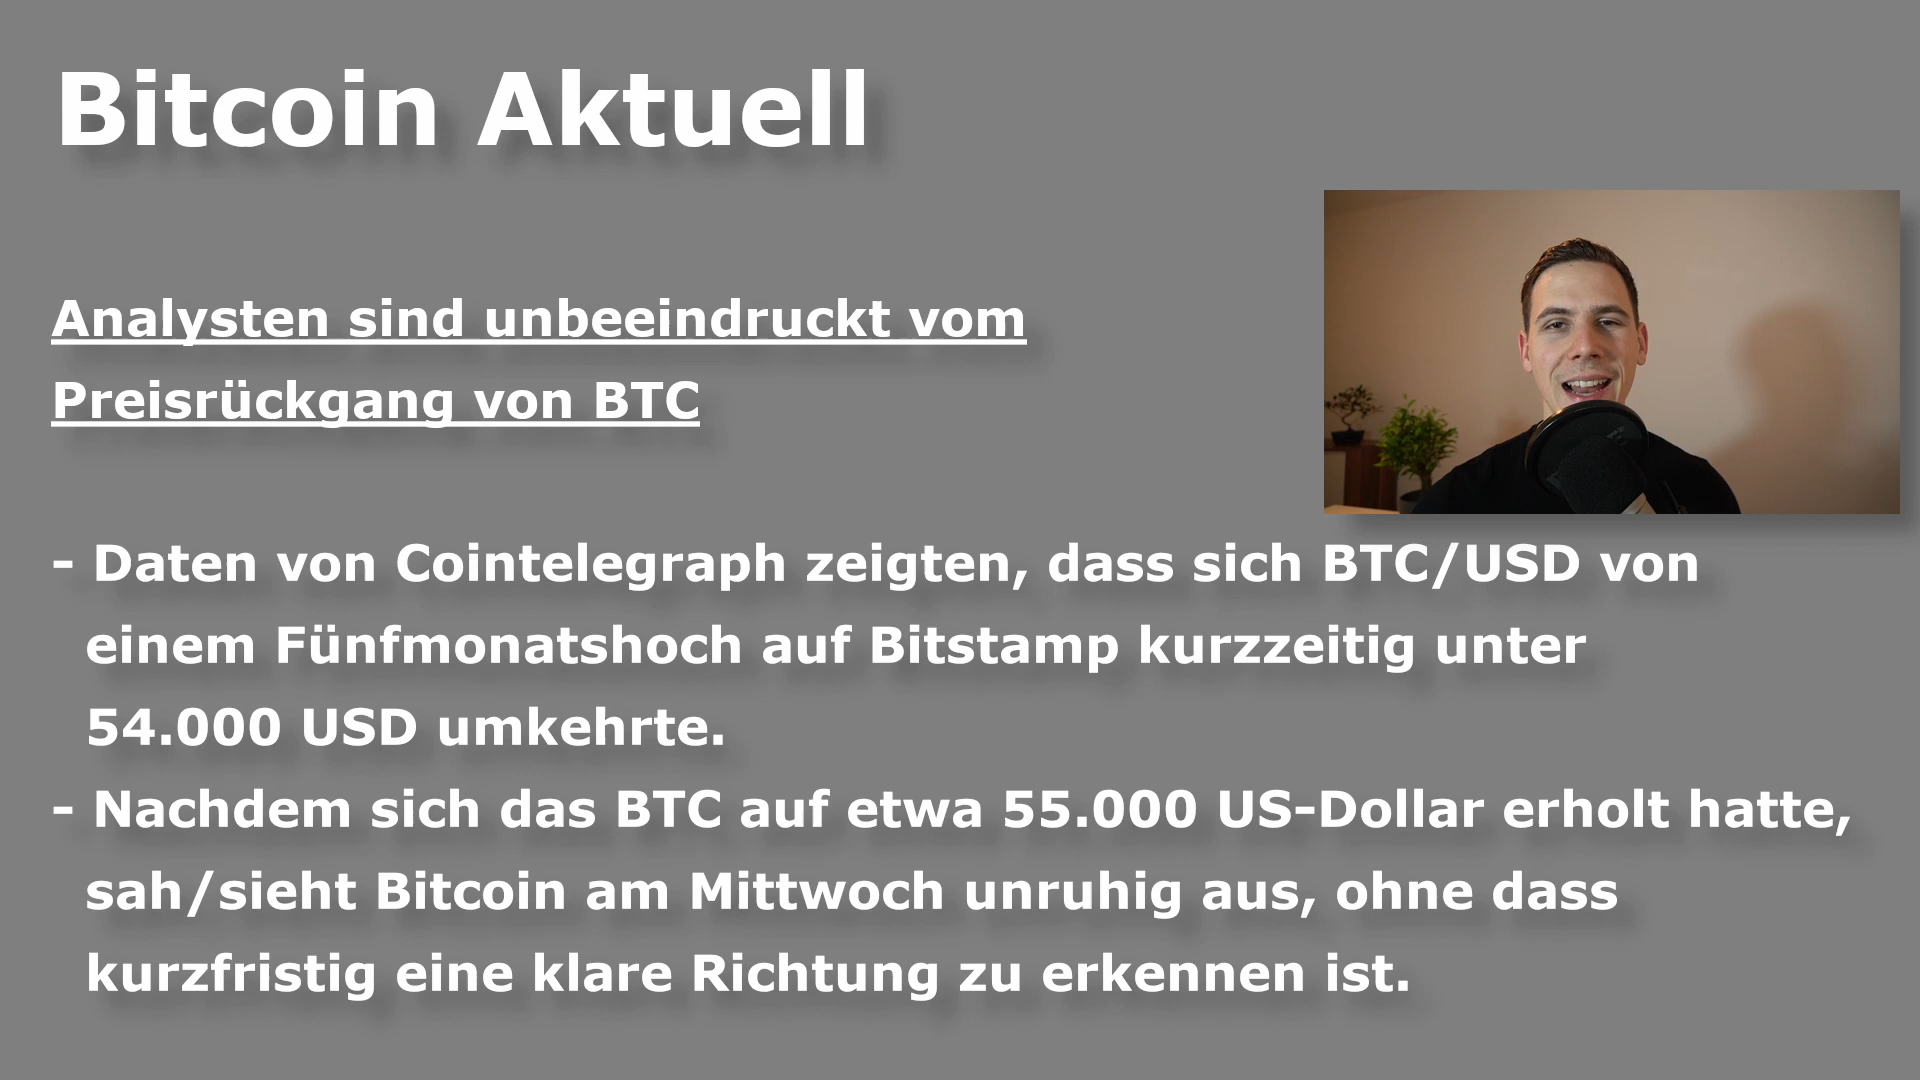 Bitcoin Aktuell
Analysten sind unbeeindruckt vom
Preisrückgang von BTC
- Daten von Cointelegraph zeigten, dass sich BTC/USD von
einem Fünfmonatshoch auf Bitstamp kurzzeitig unter
54.000 USD umkehrte.
- Nachdem sich das BTC auf etwa 55.000 US-Dollar erholt hatte,
sah/sieht Bitcoin am Mittwoch unruhig aus, ohne dass
kurzfristig eine klare Richtung zu erkennen ist.